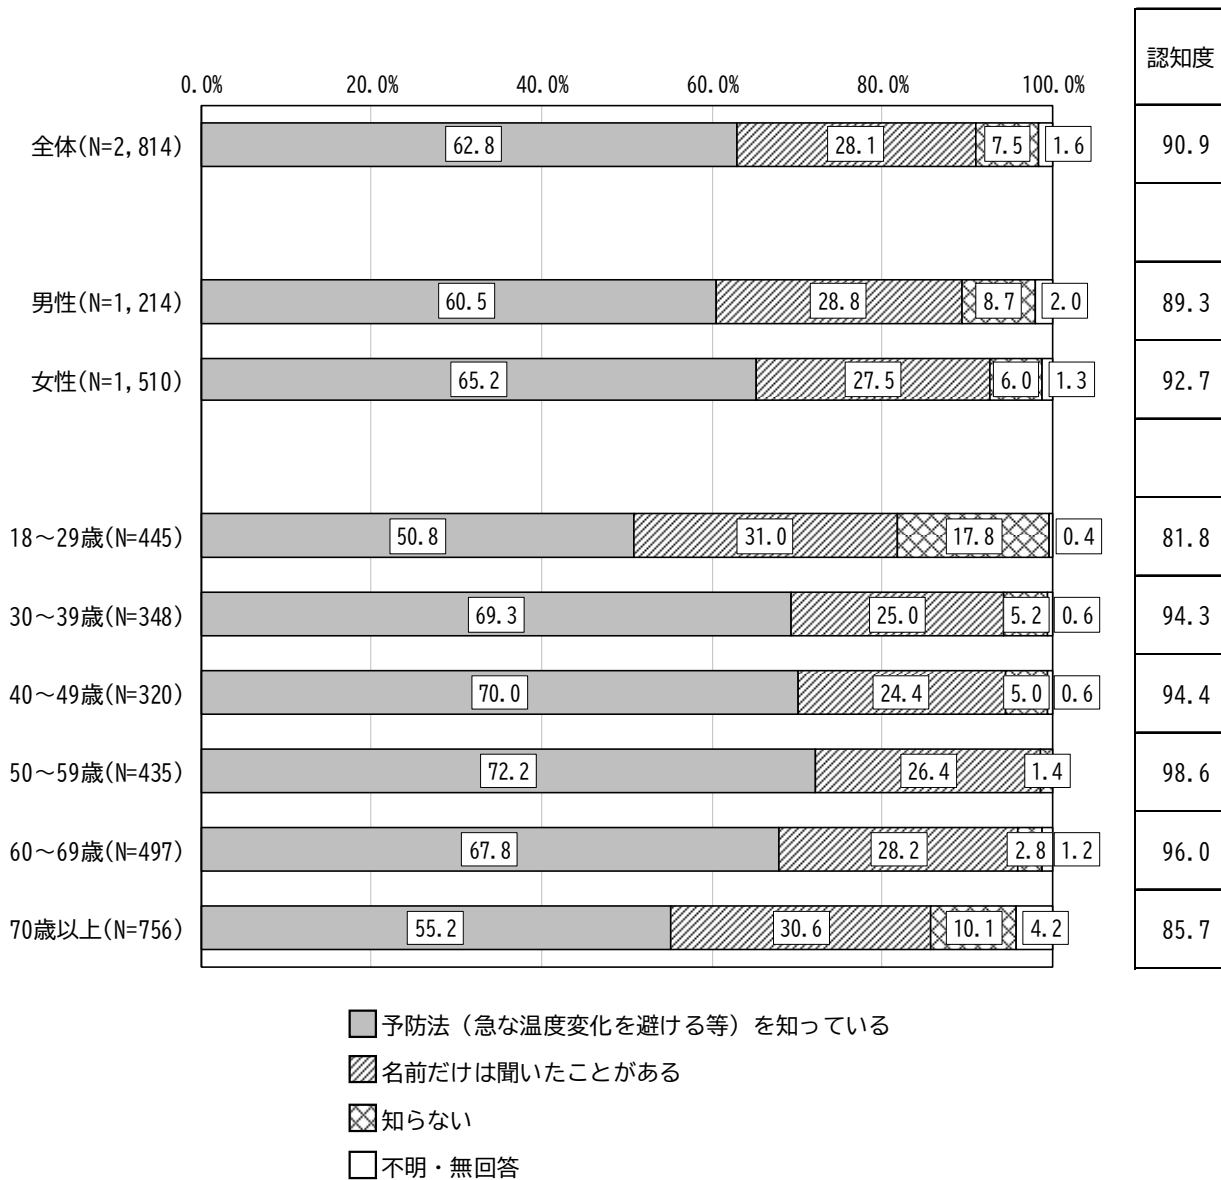 認知度
0.0% 20.0% 40.0% 60.0% 80.0% 100.0%
全体(N=2,814) 62.8 28.1 7.5 1.6 90.9
男性(N=1,214) 60.5 28.8 8.7 2.0 89.3
女性(N=1,510) 65.2 27.5 6.0 1.3 92.7
18～29歳(N=445) 50.8 31.0 17.8 0.4 81.8
30～39歳(N=348) 69.3 25.0 5.2 0.6 94.3
40～49歳(N=320) 70.0 24.4 5.0 0.6 94.4
50～59歳(N=435) 72.2 26.4 1.4 98.6
60～69歳(N=497) 67.8 28.2 2.8 1.2 96.0
70歳以上(N=756) 55.2 30.6 10.1 4.2 85.7
予防法（急な温度変化を避ける等）を知っている
名前だけは聞いたことがある
知らない
不明・無回答